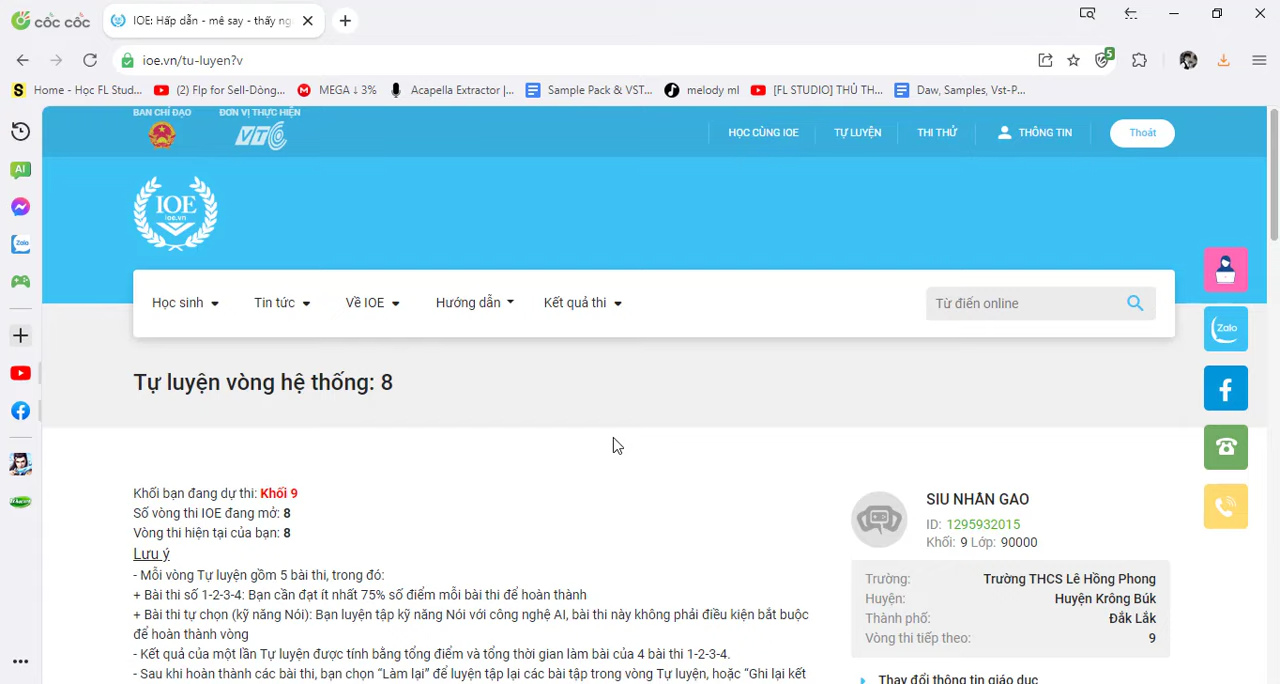 cốc cốc
IOE: Hấp dẫn - mê say - thấy ng
ioe.vn/tu-luyen?v
5
Home - Học FL Stud...
(2) Flp for Sell-Dòng...
MEGA ↓ 3%
Acapella Extractor |...
Sample Pack & VST...
melody ml
[FL STUDIO] THỦ TH...
Daw, Samples, Vst-P...
BAN CHỈ ĐẠO
ĐƠN VỊ THỰC HIỆN
VTC
HỌC CÙNG IOE
TỰ LUYỆN
THI THỬ
THÔNG TIN
Thoát
AI
IOE
ioe.vn
Zalo
Học sinh
Tin tức
Về IOE
Hướng dẫn
Kết quả thi
Từ điển online
Zalo
Tự luyện vòng hệ thống: 8
Khối bạn đang dự thi: Khối 9
Số vòng thi IOE đang mở: 8
Vòng thi hiện tại của bạn: 8
Lưu ý
- Mỗi vòng Tự luyện gồm 5 bài thi, trong đó:
+ Bài thi số 1-2-3-4: Bạn cần đạt ít nhất 75% số điểm mỗi bài thi để hoàn thành
+ Bài thi tự chọn (kỹ năng Nói): Bạn luyện tập kỹ năng Nói với công nghệ AI, bài thi này không phải điều kiện bắt buộc
để hoàn thành vòng
- Kết quả của một lần Tự luyện được tính bằng tổng điểm và tổng thời gian làm bài của 4 bài thi 1-2-3-4.
- Sau khi hoàn thành các bài thi, bạn chọn “Làm lại” để luyện tập lại các bài tập trong vòng Tự luyện, hoặc “Ghi lại kết
SIU NHÂN GAO
ID: 1295932015
Khối: 9 Lớp: 90000
Trường: Trường THCS Lê Hồng Phong
Huyện: Huyện Krông Búk
Thành phố: Đắk Lắk
Vòng thi tiếp theo: 9
Thay đổi thông tin giáo dục